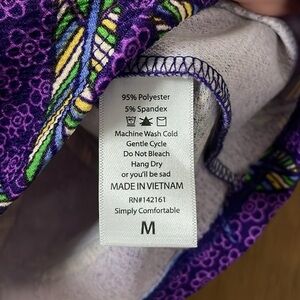 95% Polyester
5% Spandex
Machine Wash Cold
Gentle Cycle
Do Not Bleach
Hang Dry
or you'll be sad
MADE IN VIETNAM
RN#142161
Simply Comfortable
M